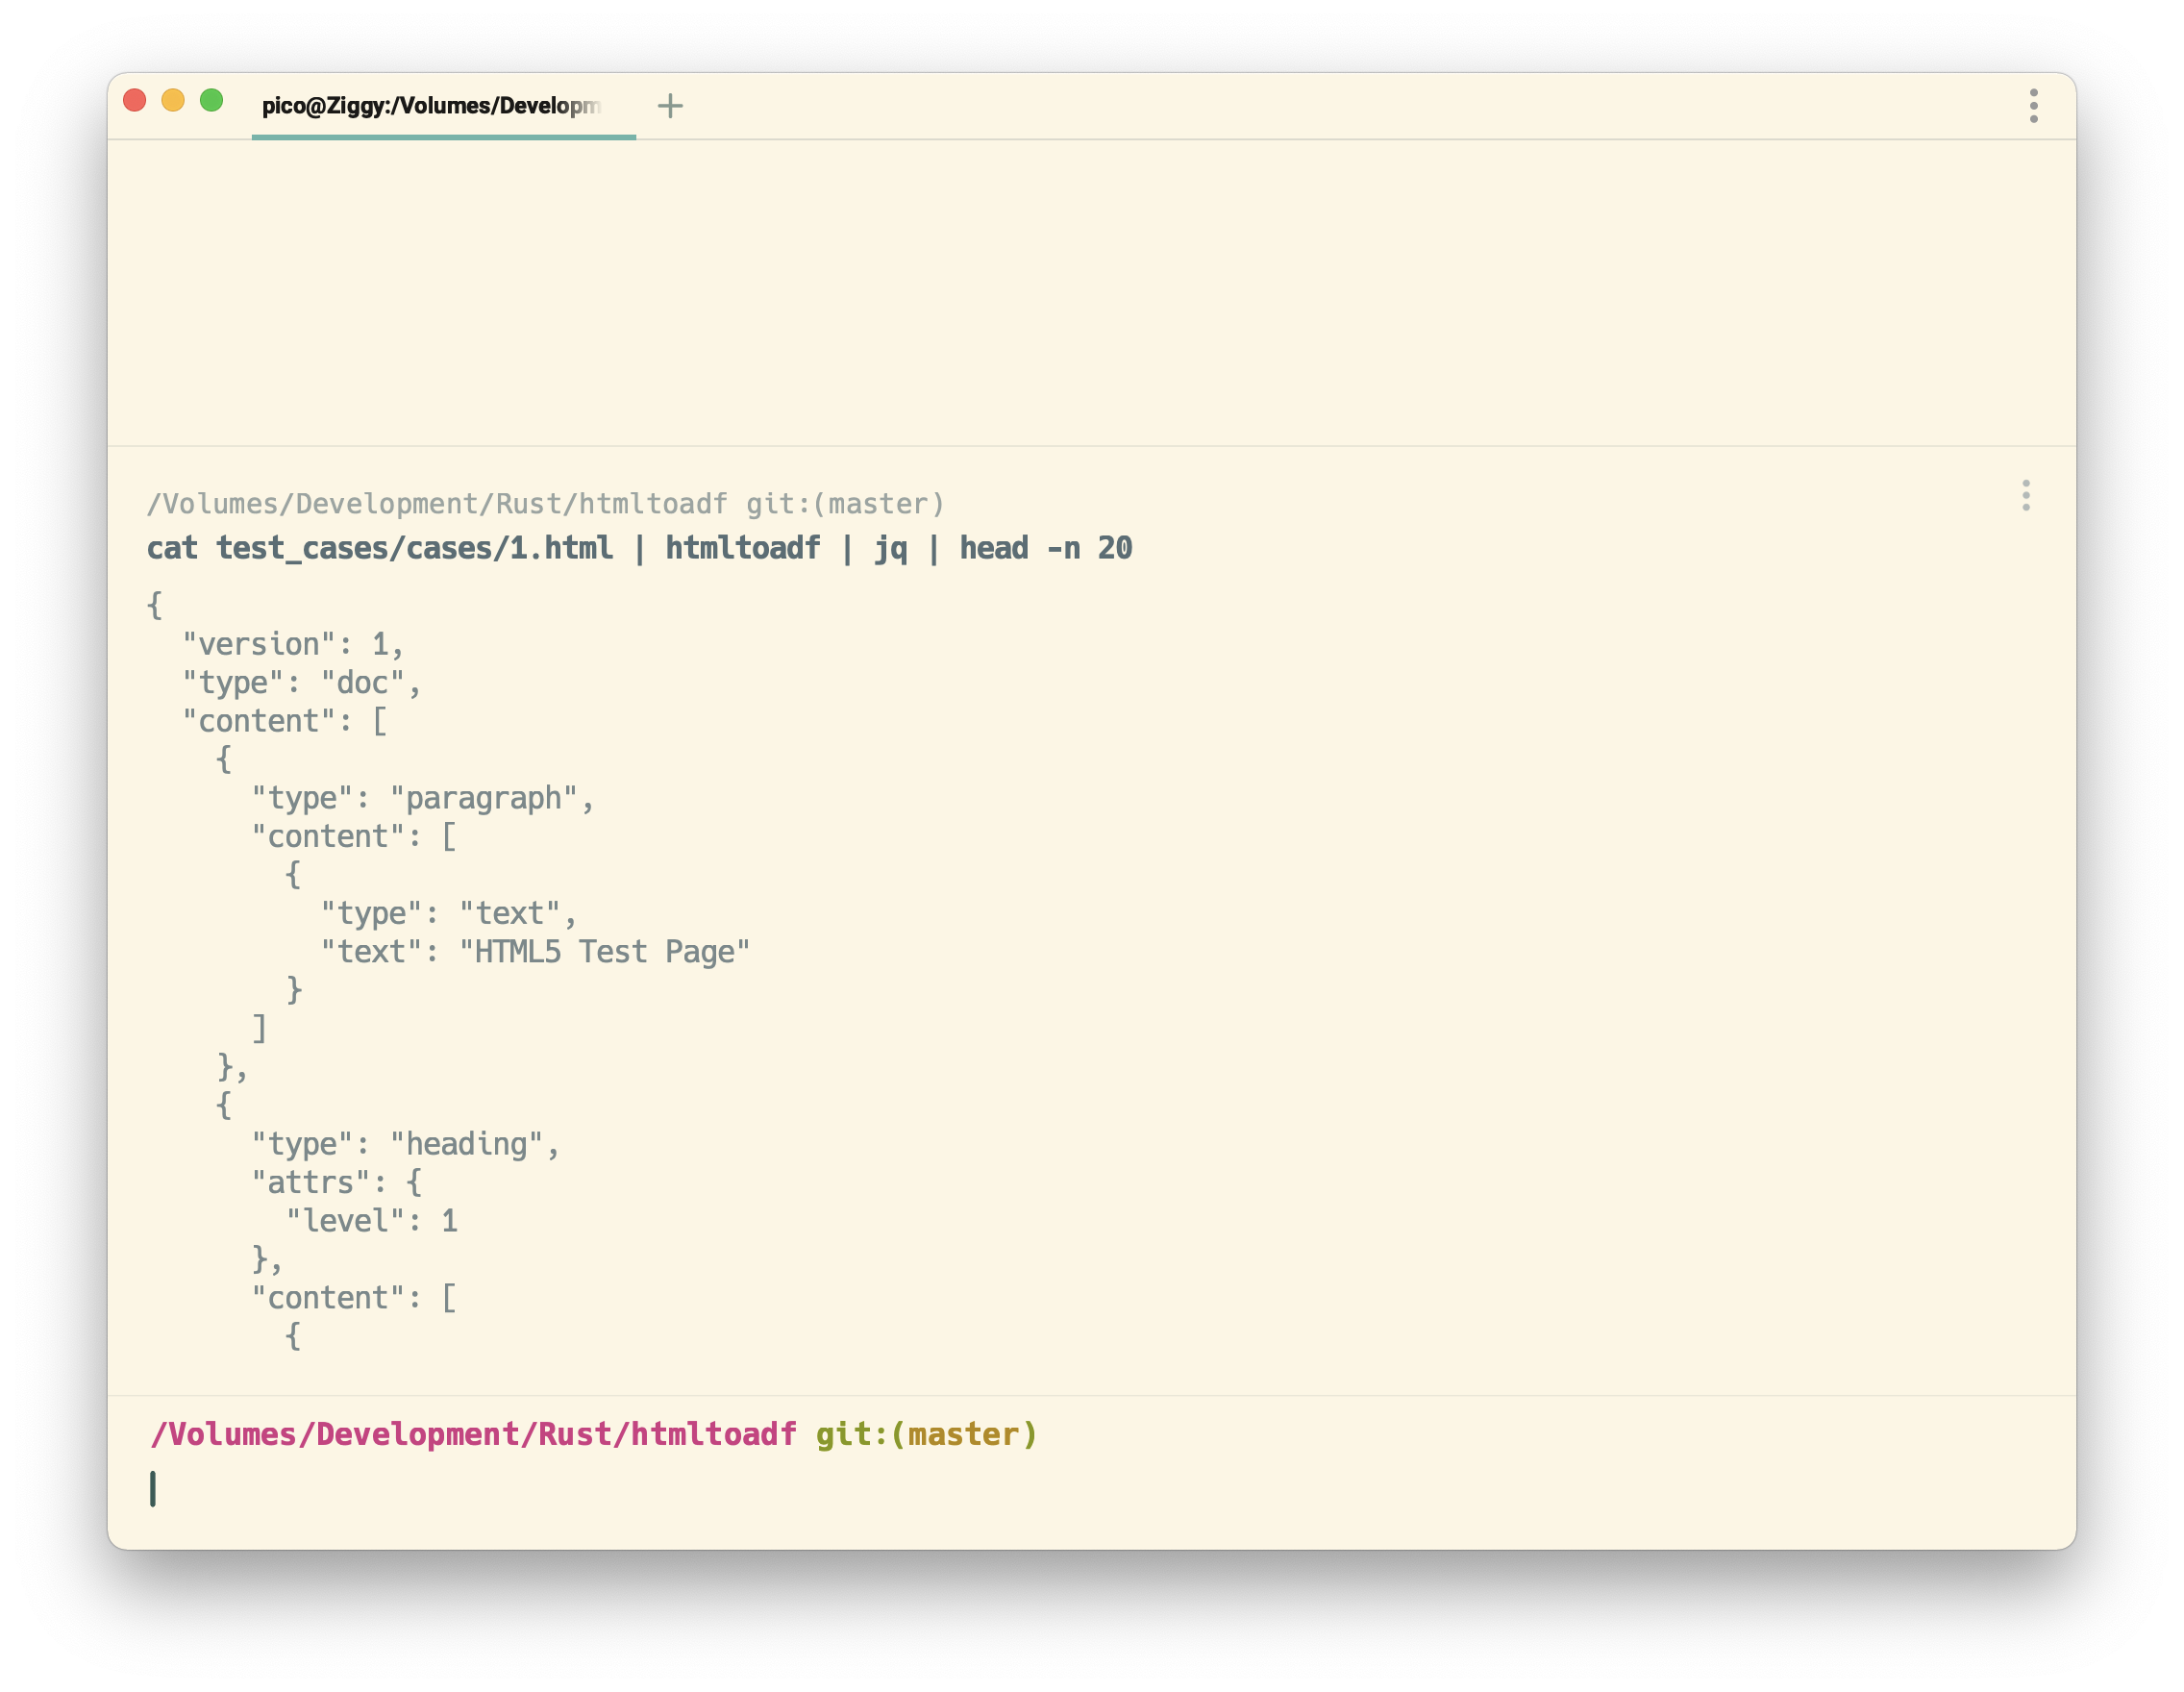 pico@Ziggy:/Volumes/Developm
/Volumes/Development/Rust/htmltoadf git:(master)
cat test_cases/cases/1.html | htmltoadf | jq | head -n 20
{
  "version": 1,
  "type": "doc",
  "content": [
    {
      "type": "paragraph",
      "content": [
        {
          "type": "text",
          "text": "HTML5 Test Page"
        }
      ]
    },
    {
      "type": "heading",
      "attrs": {
        "level": 1
      },
      "content": [
        {
/Volumes/Development/Rust/htmltoadf git:(master)